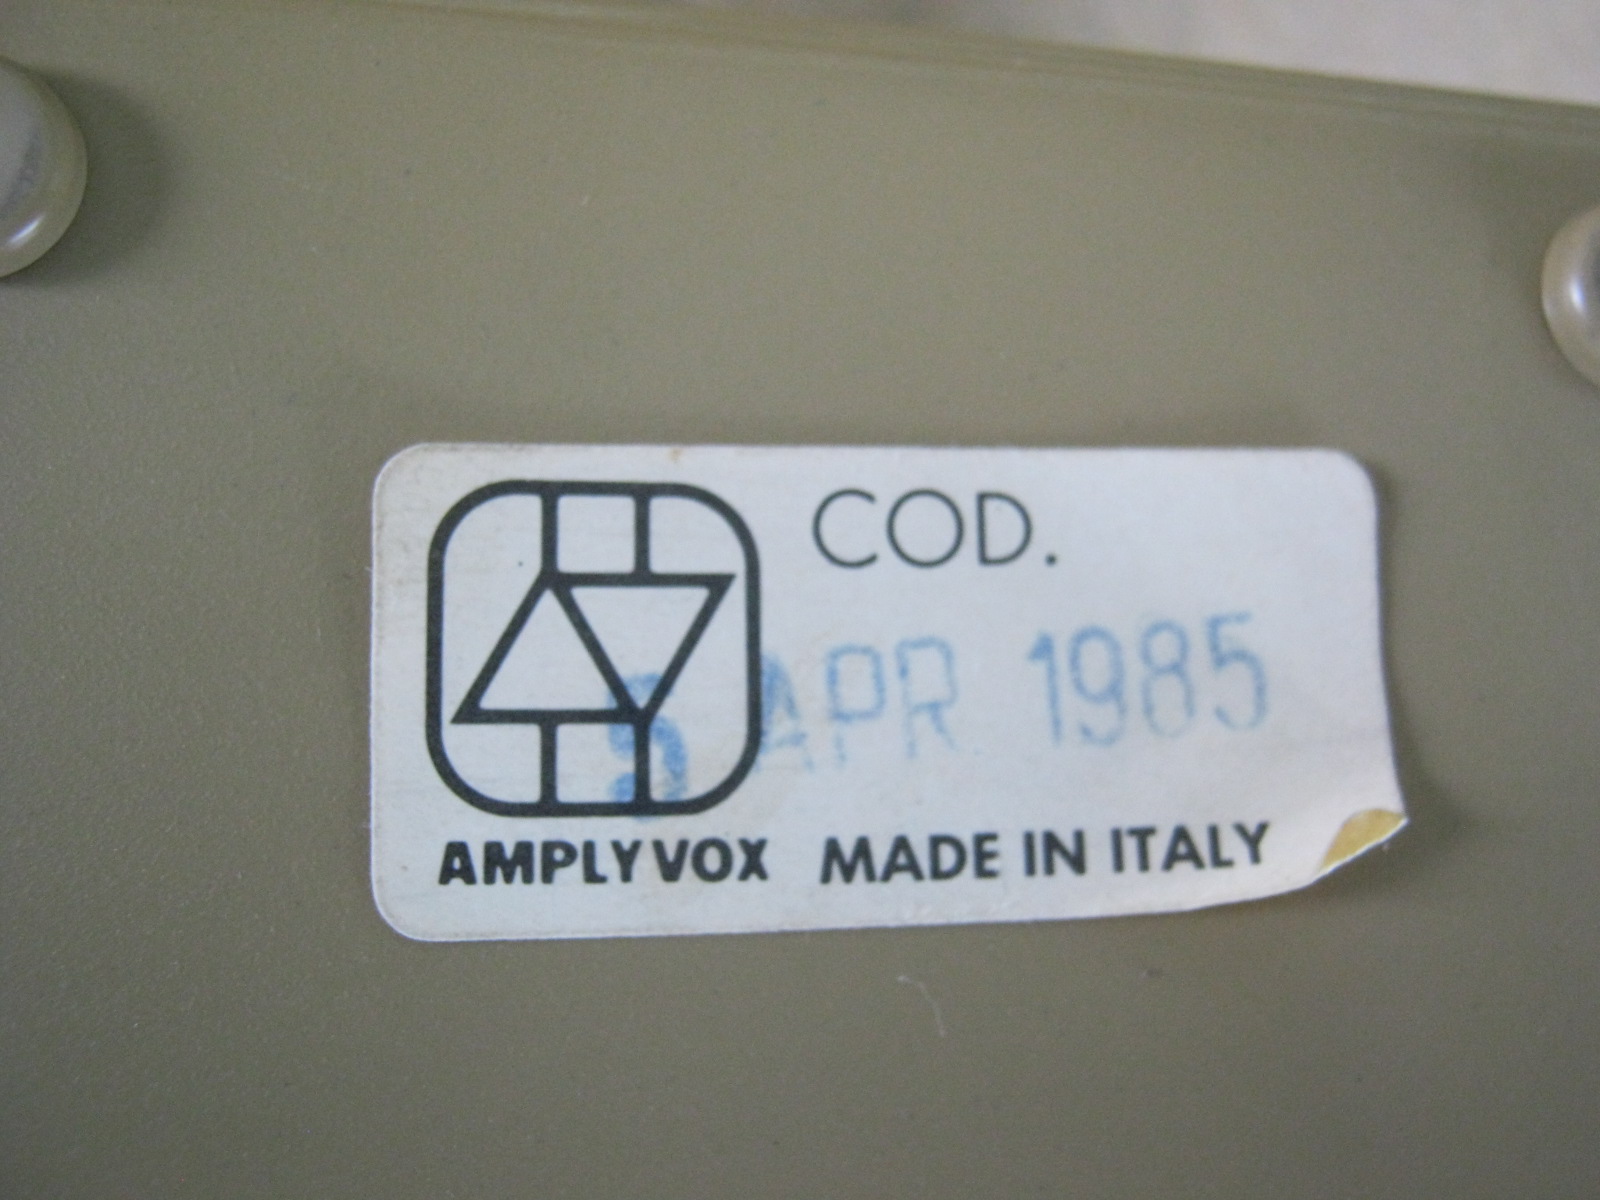 COD.
APR 1985
AMPLYVOX MADE IN ITALY